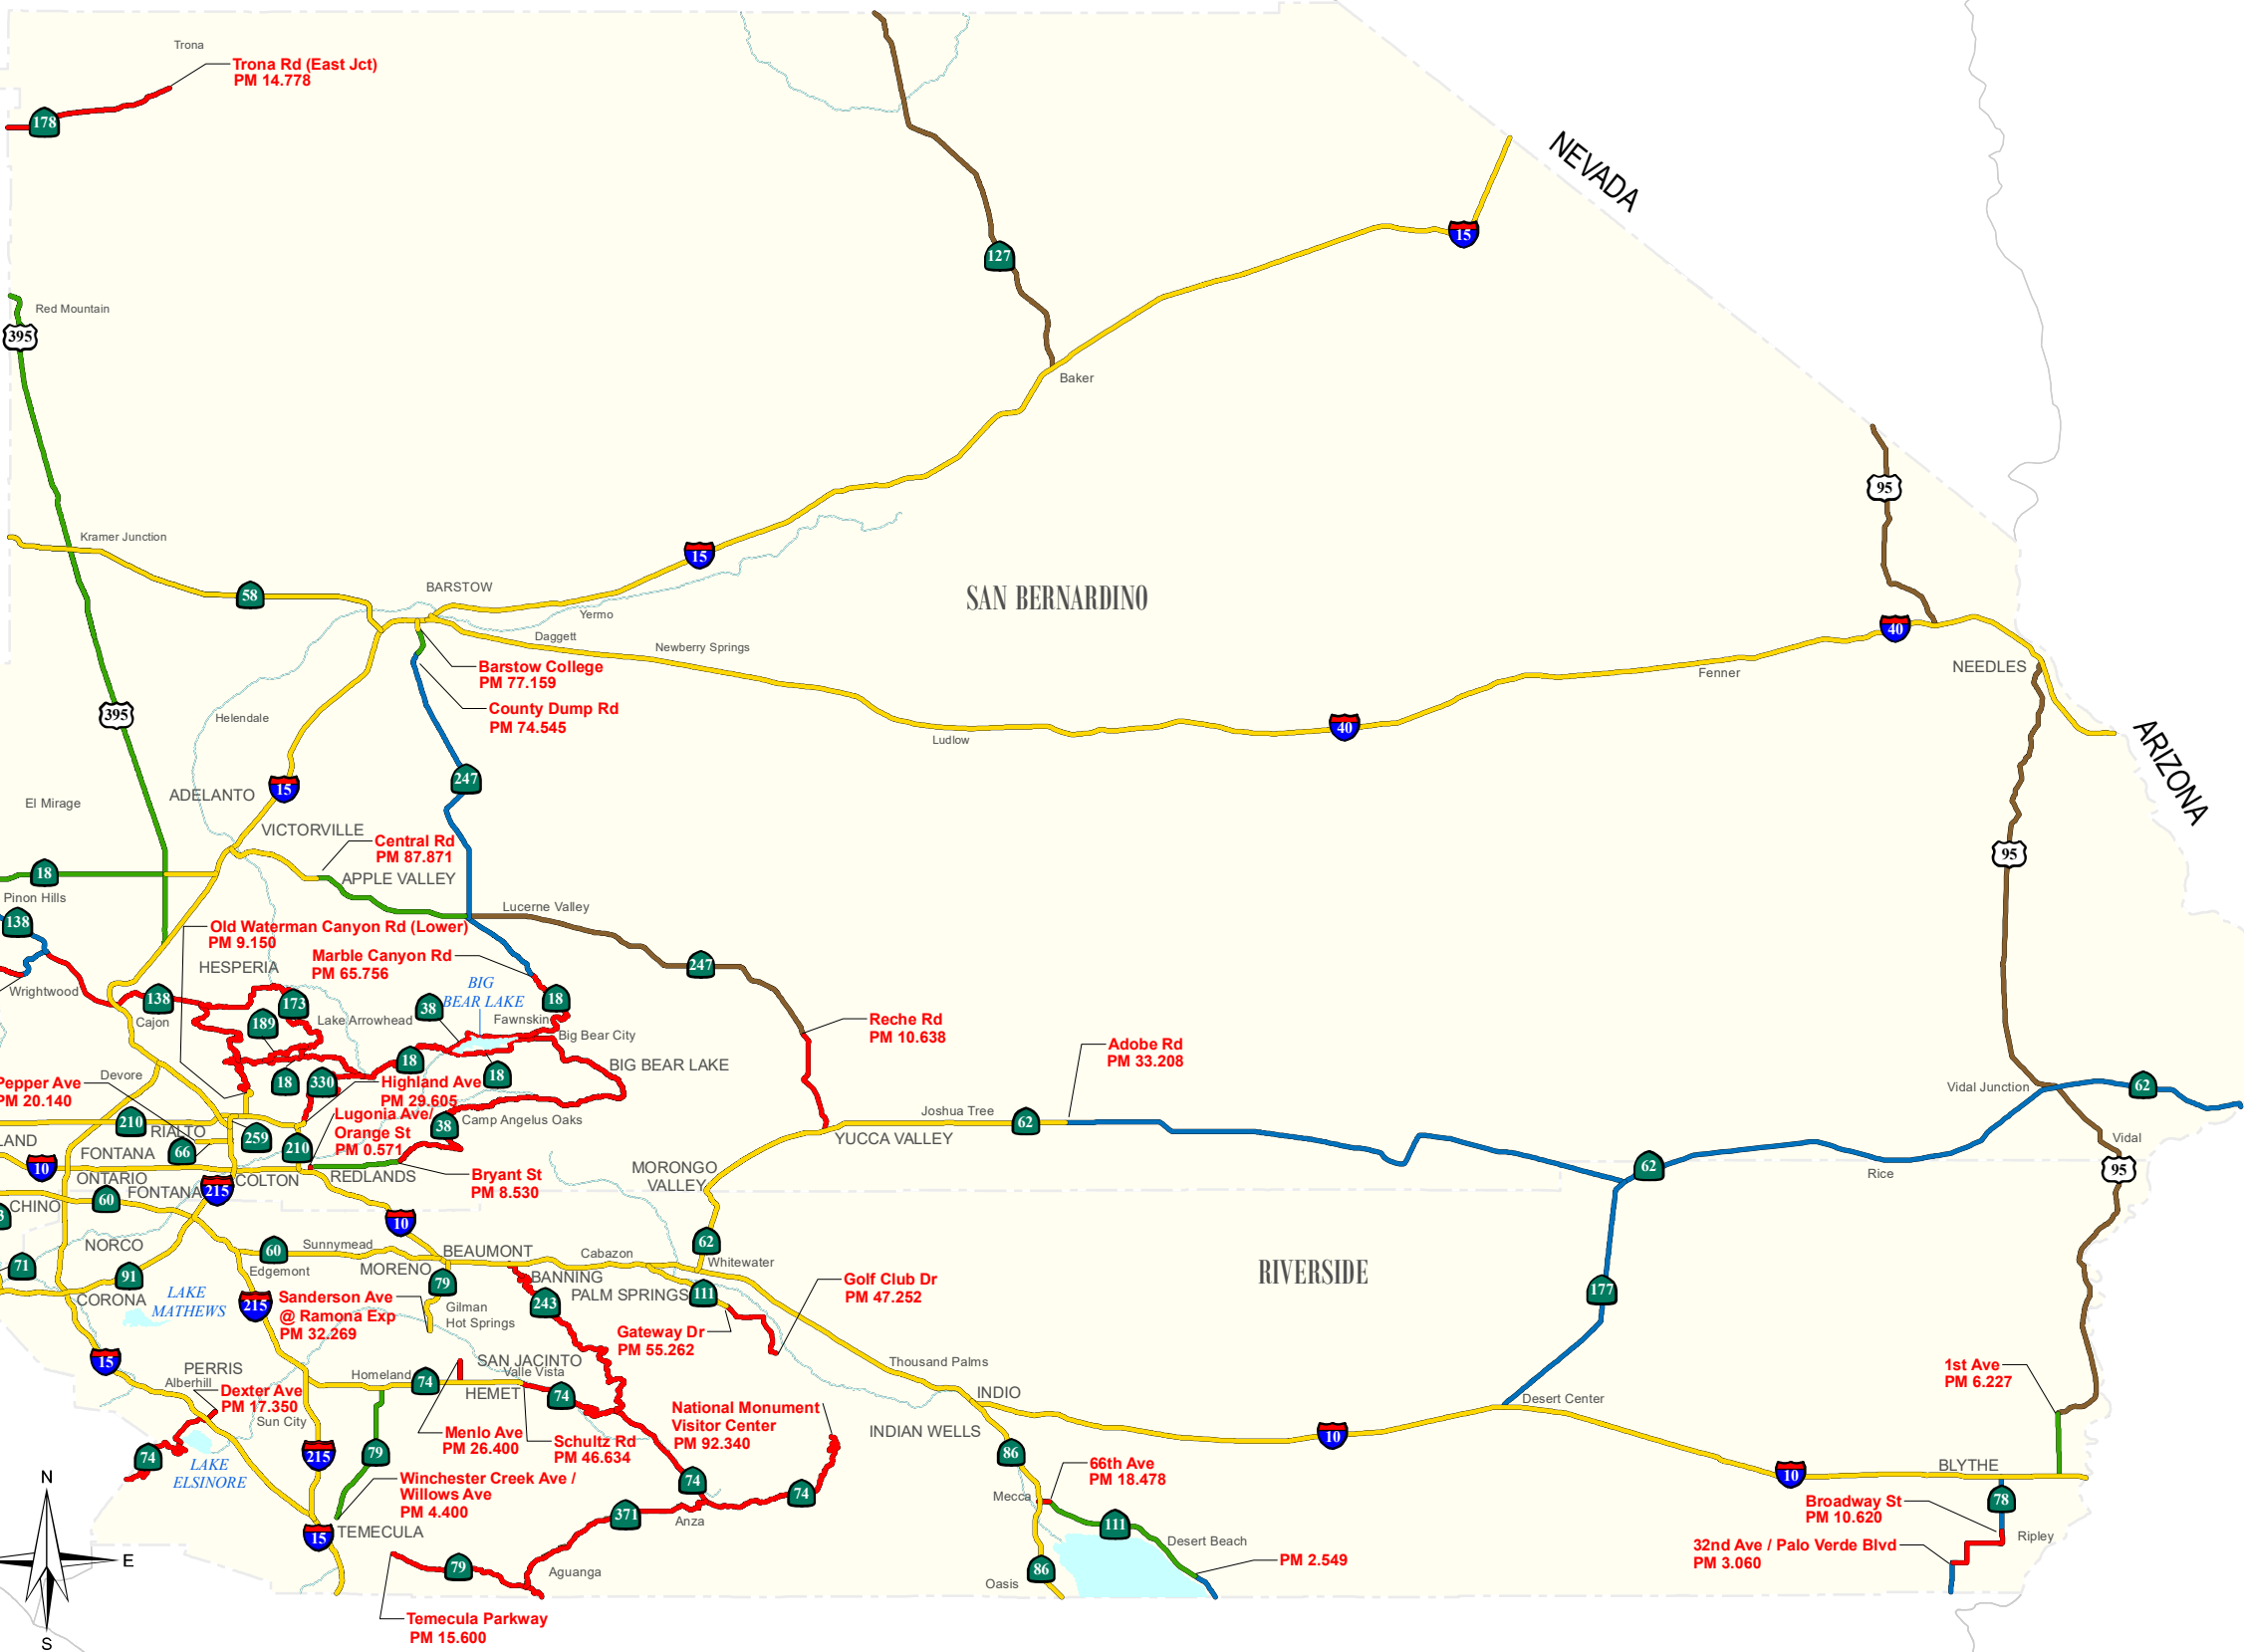 Trona
Trona Rd (East Jct)
PM 14.778
178
NEVADA
15
127
Red Mountain
395
Baker
95
Kramer Junction
15
58
BARSTOW
SAN BERNARDINO
Yermo
Daggett
Newberry Springs
40
Barstow College
PM 77.159
Fenner
NEEDLES
County Dump Rd
PM 74.545
395
Helendale
Ludlow
40
ARIZONA
247
15
ADELANTO
El Mirage
VICTORVILLE
Central Rd
PM 87.871
95
18
APPLE VALLEY
Pinon Hills
138
Lucerne Valley
Old Waterman Canyon Rd (Lower)
PM 9.150
Marble Canyon Rd
PM 65.756
HESPERIA
247
Wrightwood
BIG
BEAR LAKE
138
173
38
18
Cajon
189
Lake Arrowhead
Fawnskin
Big Bear City
Reche Rd
PM 10.638
Adobe Rd
PM 33.208
18
BIG BEAR LAKE
Devore
18
330
18
Pepper Ave
PM 20.140
Highland Ave
PM 29.605
Vidal Junction
62
Lugonia Ave/
Orange St
PM 0.571
210
RIALTO
259
38
Camp Angelus Oaks
Joshua Tree
62
LAND
66
210
YUCCA VALLEY
Vidal
FONTANA
10
62
95
ONTARIO
COLTON
REDLANDS
Bryant St
PM 8.530
MORONGO
VALLEY
Rice
60
FONTANA
215
CHINO
10
NORCO
60
Sunnymead
BEAUMONT
Cabazon
62
Whitewater
71
91
Edgemont
MORENO
79
BANNING
RIVERSIDE
CORONA
LAKE
MATHEWS
215
Sanderson Ave
@ Ramona Exp
PM 32.269
Gilman
Hot Springs
243
PALM SPRINGS
111
Golf Club Dr
PM 47.252
177
Gateway Dr
PM 55.262
15
PERRIS
Alberhill
Dexter Ave
PM 17.350
Homeland
74
SAN JACINTO
Valle Vista
HEMET
74
Thousand Palms
INDIO
Desert Center
1st Ave
PM 6.227
Sun City
Menlo Ave
PM 26.400
Schultz Rd
PM 46.634
National Monument
Visitor Center
PM 92.340
INDIAN WELLS
10
74
LAKE
ELSINORE
215
79
86
66th Ave
PM 18.478
10
BLYTHE
N
Winchester Creek Ave /
Willows Ave
PM 4.400
74
74
Mecca
Broadway St
PM 10.620
78
15
TEMECULA
371
Anza
111
Desert Beach
Ripley
E
79
Aguanga
86
Oasis
PM 2.549
32nd Ave / Palo Verde Blvd
PM 3.060
Temecula Parkway
PM 15.600
S